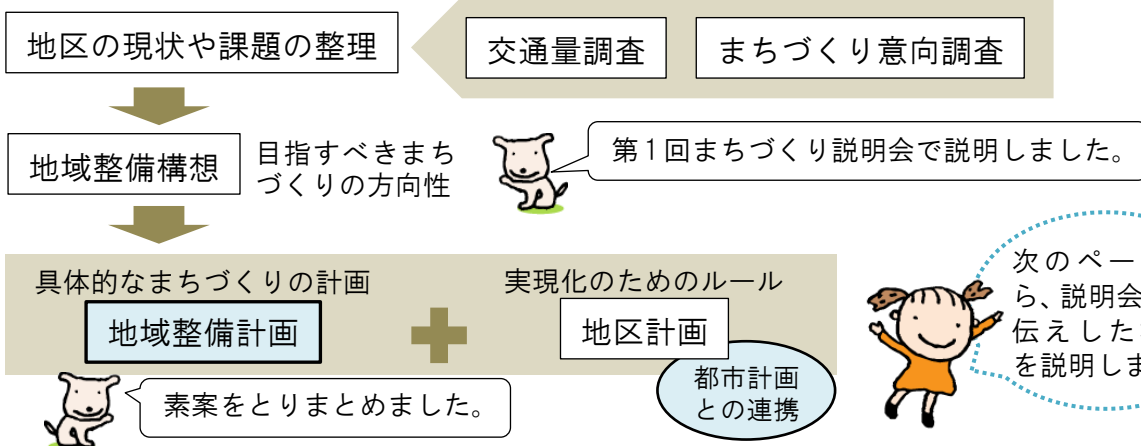 地区の現状や課題の整理
交通量調査
まちづくり意向調査
地域整備構想
目指すべきまち
づくりの方向性
第1回まちづくり説明会で説明しました。
具体的なまちづくりの計画
実現化のためのルール
地域整備計画
地区計画
都市計画
との連携
素案をとりまとめました。
次のペー
ら、説明会
伝えした
を説明しま